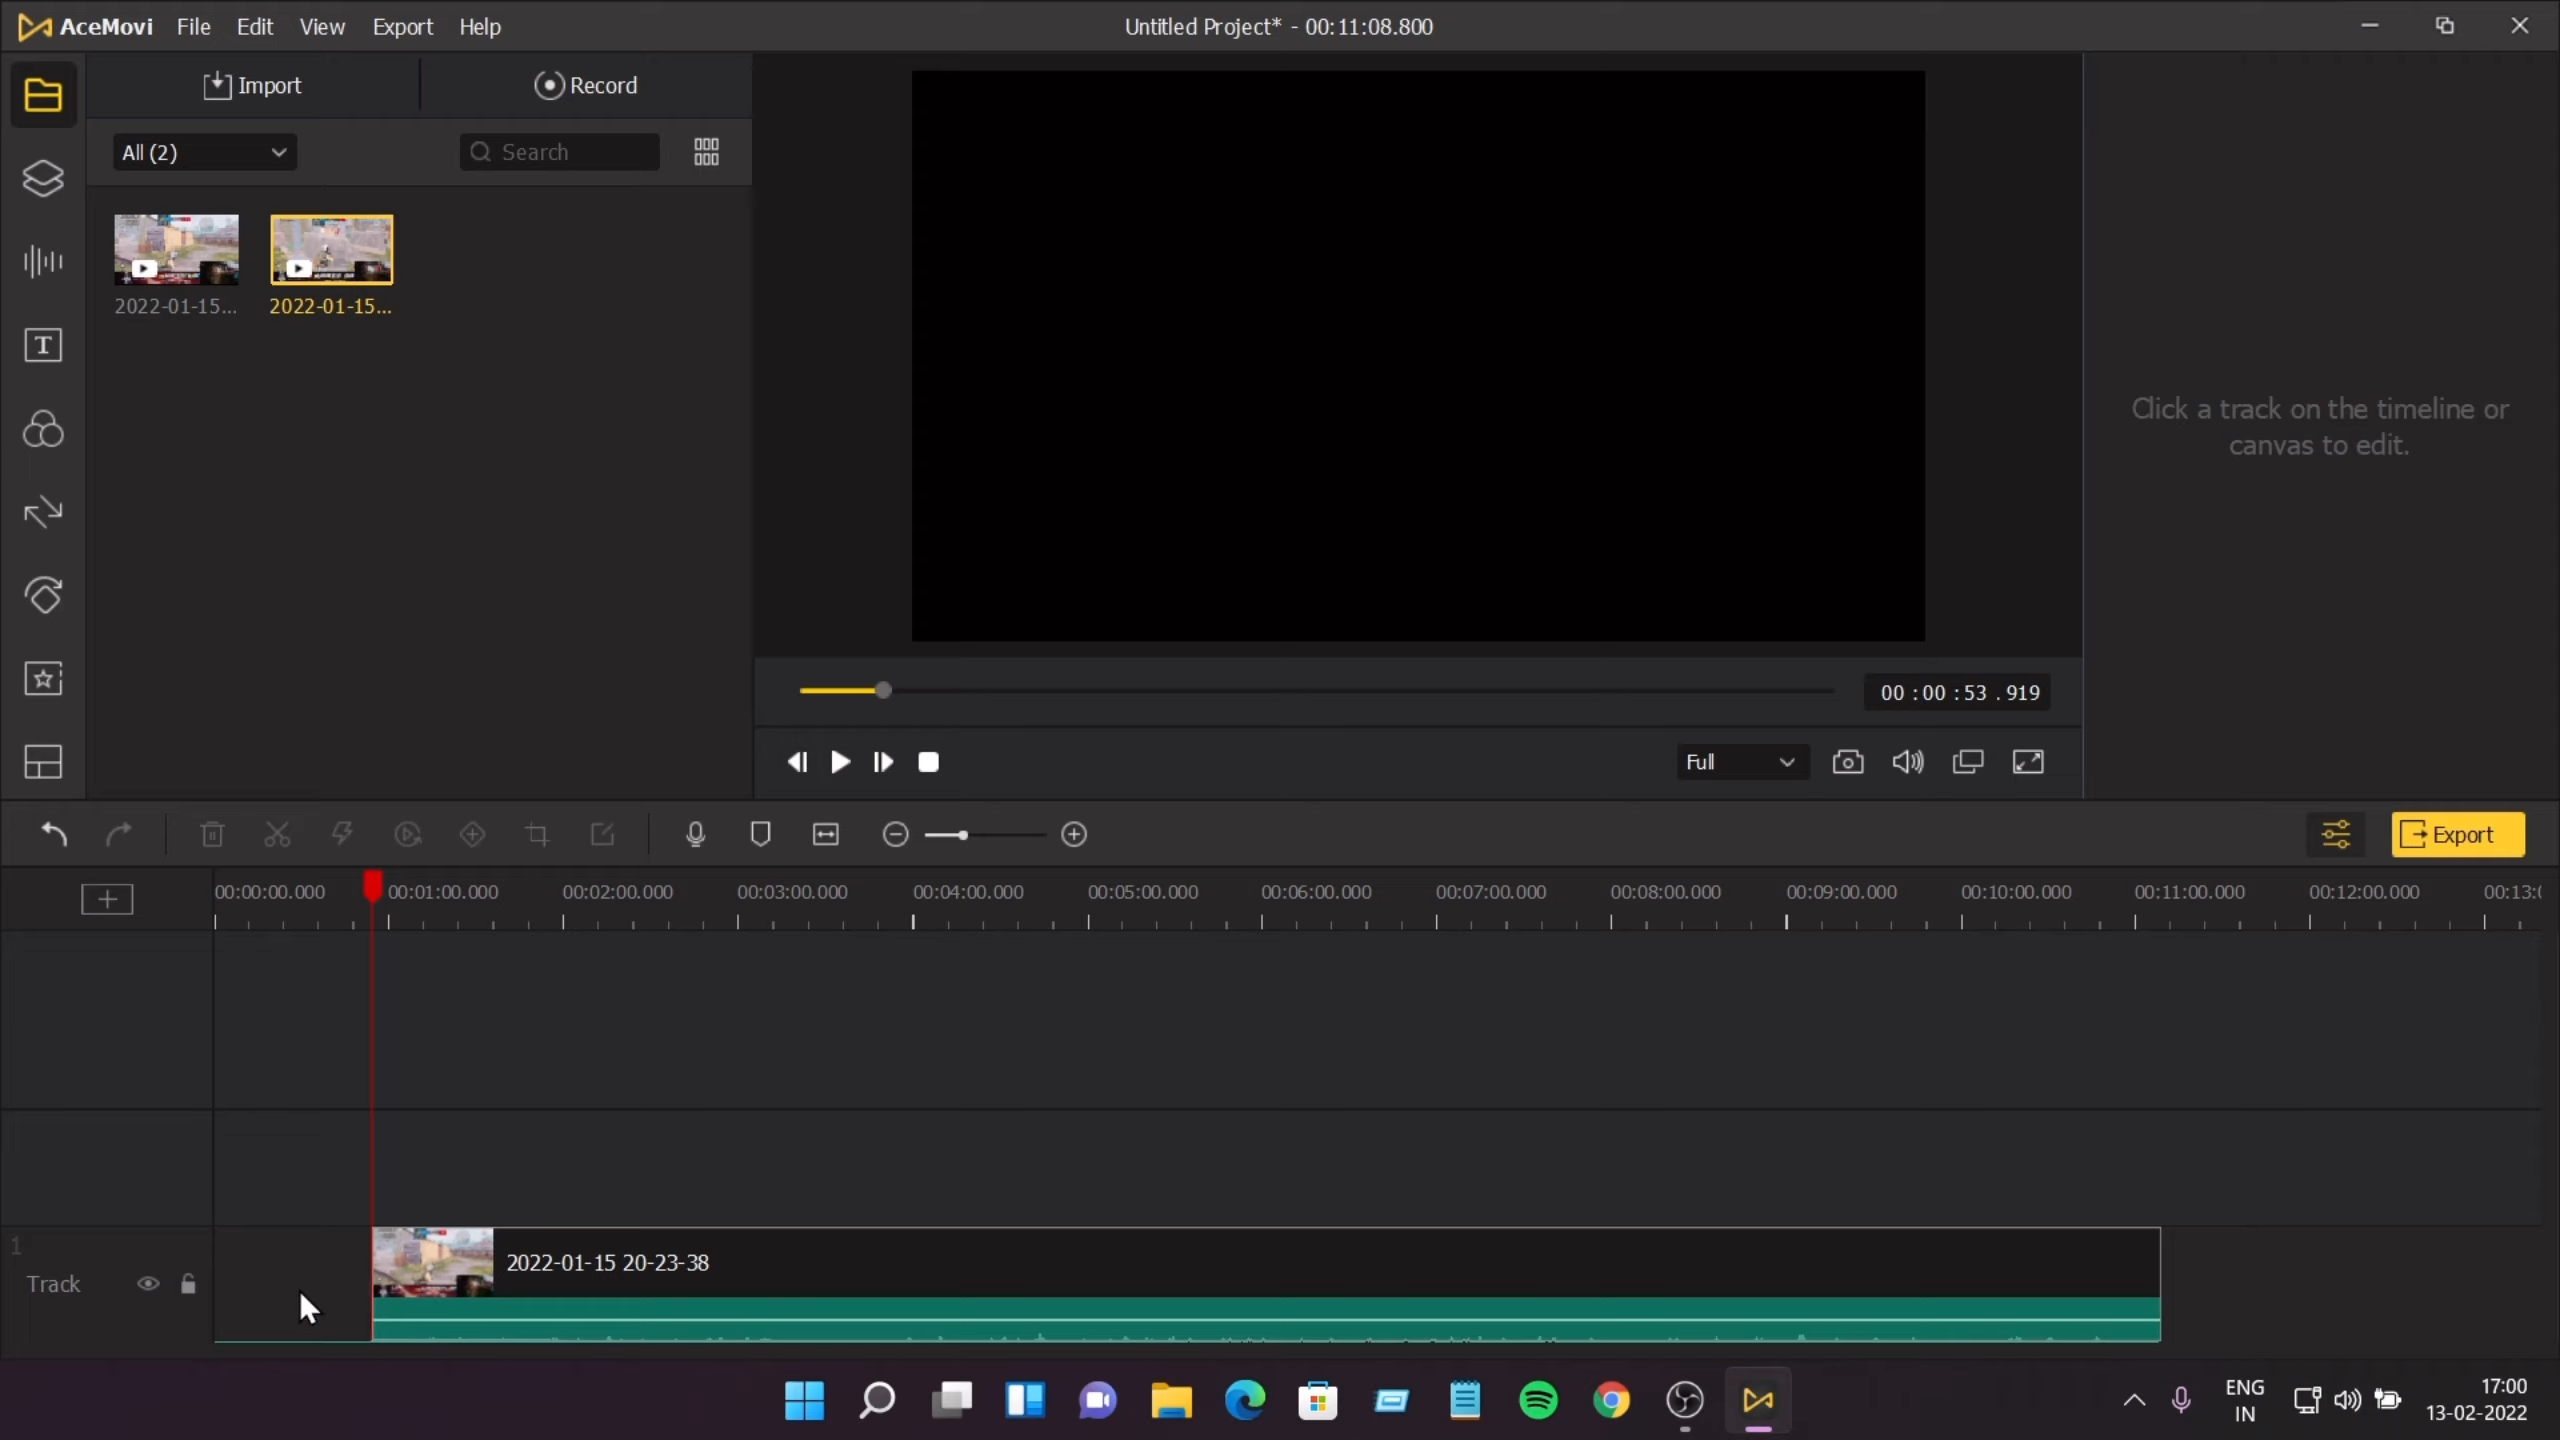 AceMovi File Edit View Export Help
Untitled Project* - 00:11:08.800
Import
Record
All (2)
Search
2022-01-15...
2022-01-15...
Click a track on the timeline or
canvas to edit.
00 :00 :53 .919
Full
Export
00:00:00.000 00:01:00.000 00:02:00.000 00:03:00.000 00:04:00.000 00:05:00.000 00:06:00.000 00:07:00.000 00:08:00.000 00:09:00.000 00:10:00.000 00:11:00.000 00:12:00.000 00:13:
1
Track
2022-01-15 20-23-38
ENG
IN
17:00
13-02-2022